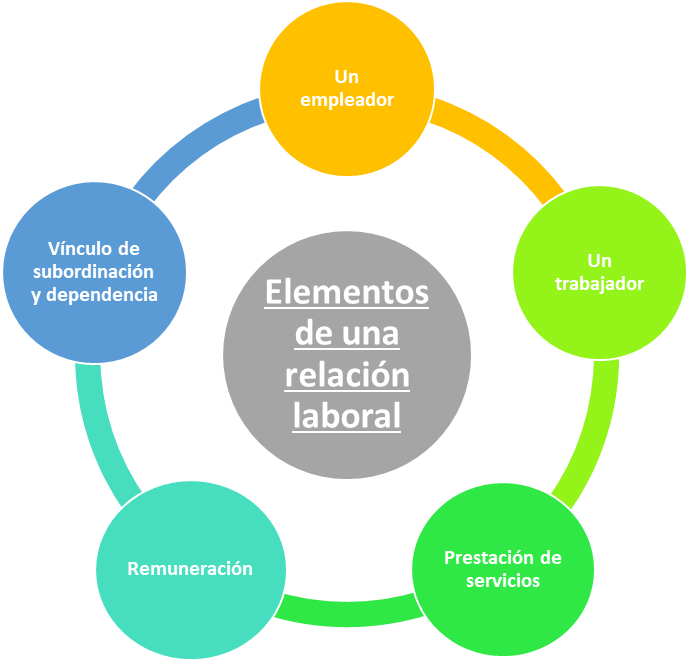 Un
empleador
Un
trabajador
Prestación de
servicios
Remuneración
Vínculo de
subordinación
y dependencia
Elementos
de una
relación
laboral